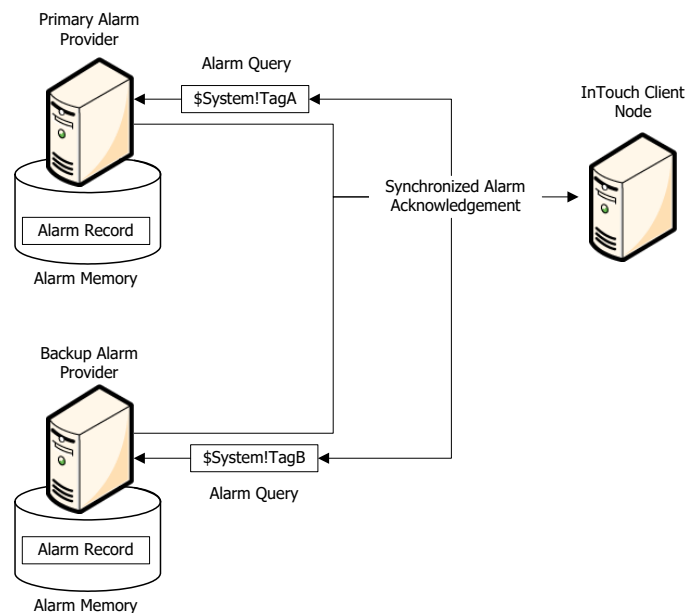 Primary Alarm
Provider
Alarm Query
$System!TagA
InTouch Client
Node
Synchronized Alarm
Acknowledgement
Alarm Record
Alarm Memory
Backup Alarm
Provider
$System!TagB
Alarm Query
Alarm Record
Alarm Memory